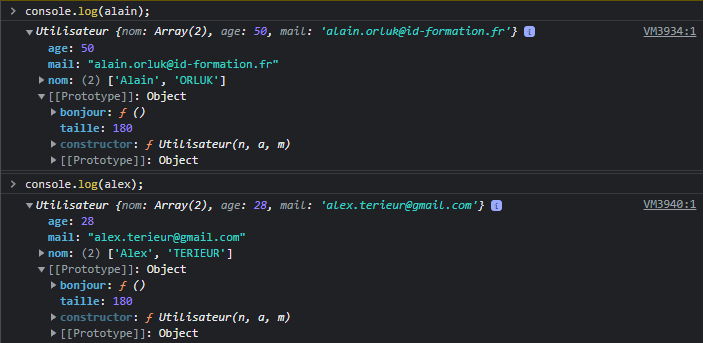 console.log(alain);
Utilisateur {nom: Array(2), age: 50, mail: 'alain.orluk@id-formation.fr'} i VM3934:1
age: 50
mail: "alain.orluk@id-formation.fr"
nom: (2) ['Alain', 'ORLUK']
[[Prototype]]: Object
bonjour: ƒ ()
taille: 180
constructor: ƒ Utilisateur(n, a, m)
[[Prototype]]: Object
console.log(alex);
Utilisateur {nom: Array(2), age: 28, mail: 'alex.terieur@gmail.com'} i VM3940:1
age: 28
mail: "alex.terieur@gmail.com"
nom: (2) ['Alex', 'TERIEUR']
[[Prototype]]: Object
bonjour: ƒ ()
taille: 180
constructor: ƒ Utilisateur(n, a, m)
[[Prototype]]: Object